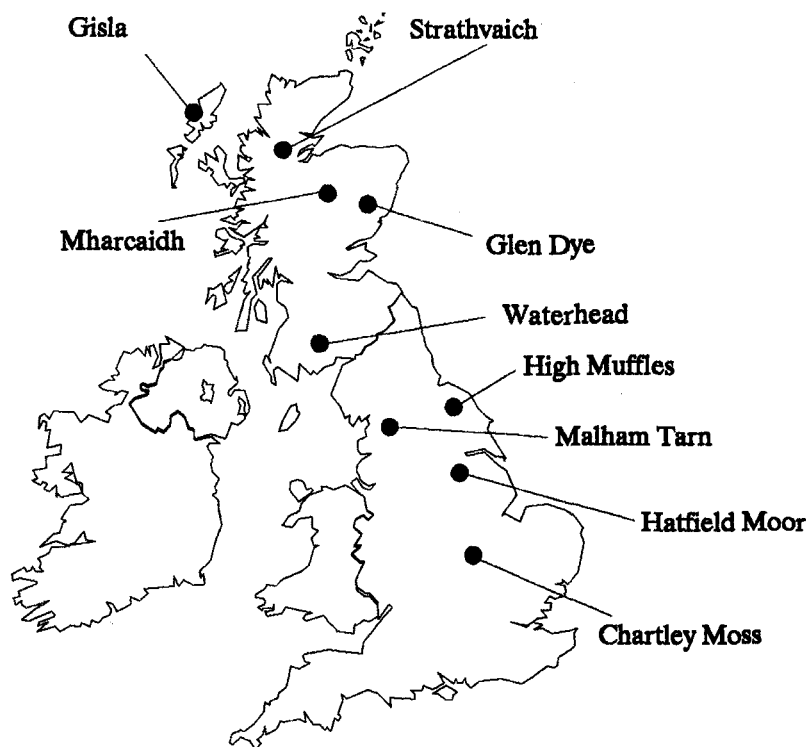 Gisla
Strathvaich
Mharcaidh
Glen Dye
Waterhead
High Muffles
Malham Tarn
Hatfield Moor
Chartley Moss